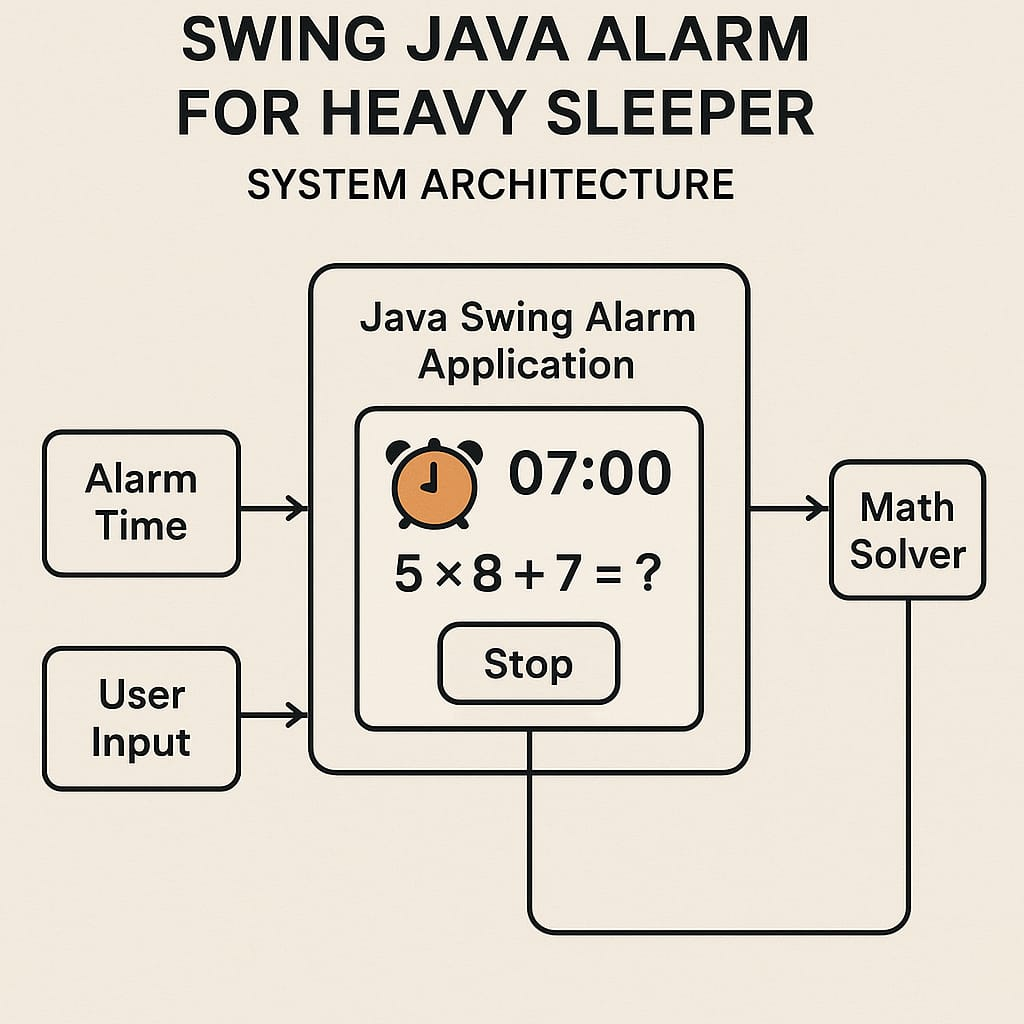 SWING JAVA ALARM
FOR HEAVY SLEEPER
SYSTEM ARCHITECTURE
Java Swing Alarm
Application
Alarm
Time
07:00
5 × 8 + 7 = ?
Stop
User
Input
Math
Solver